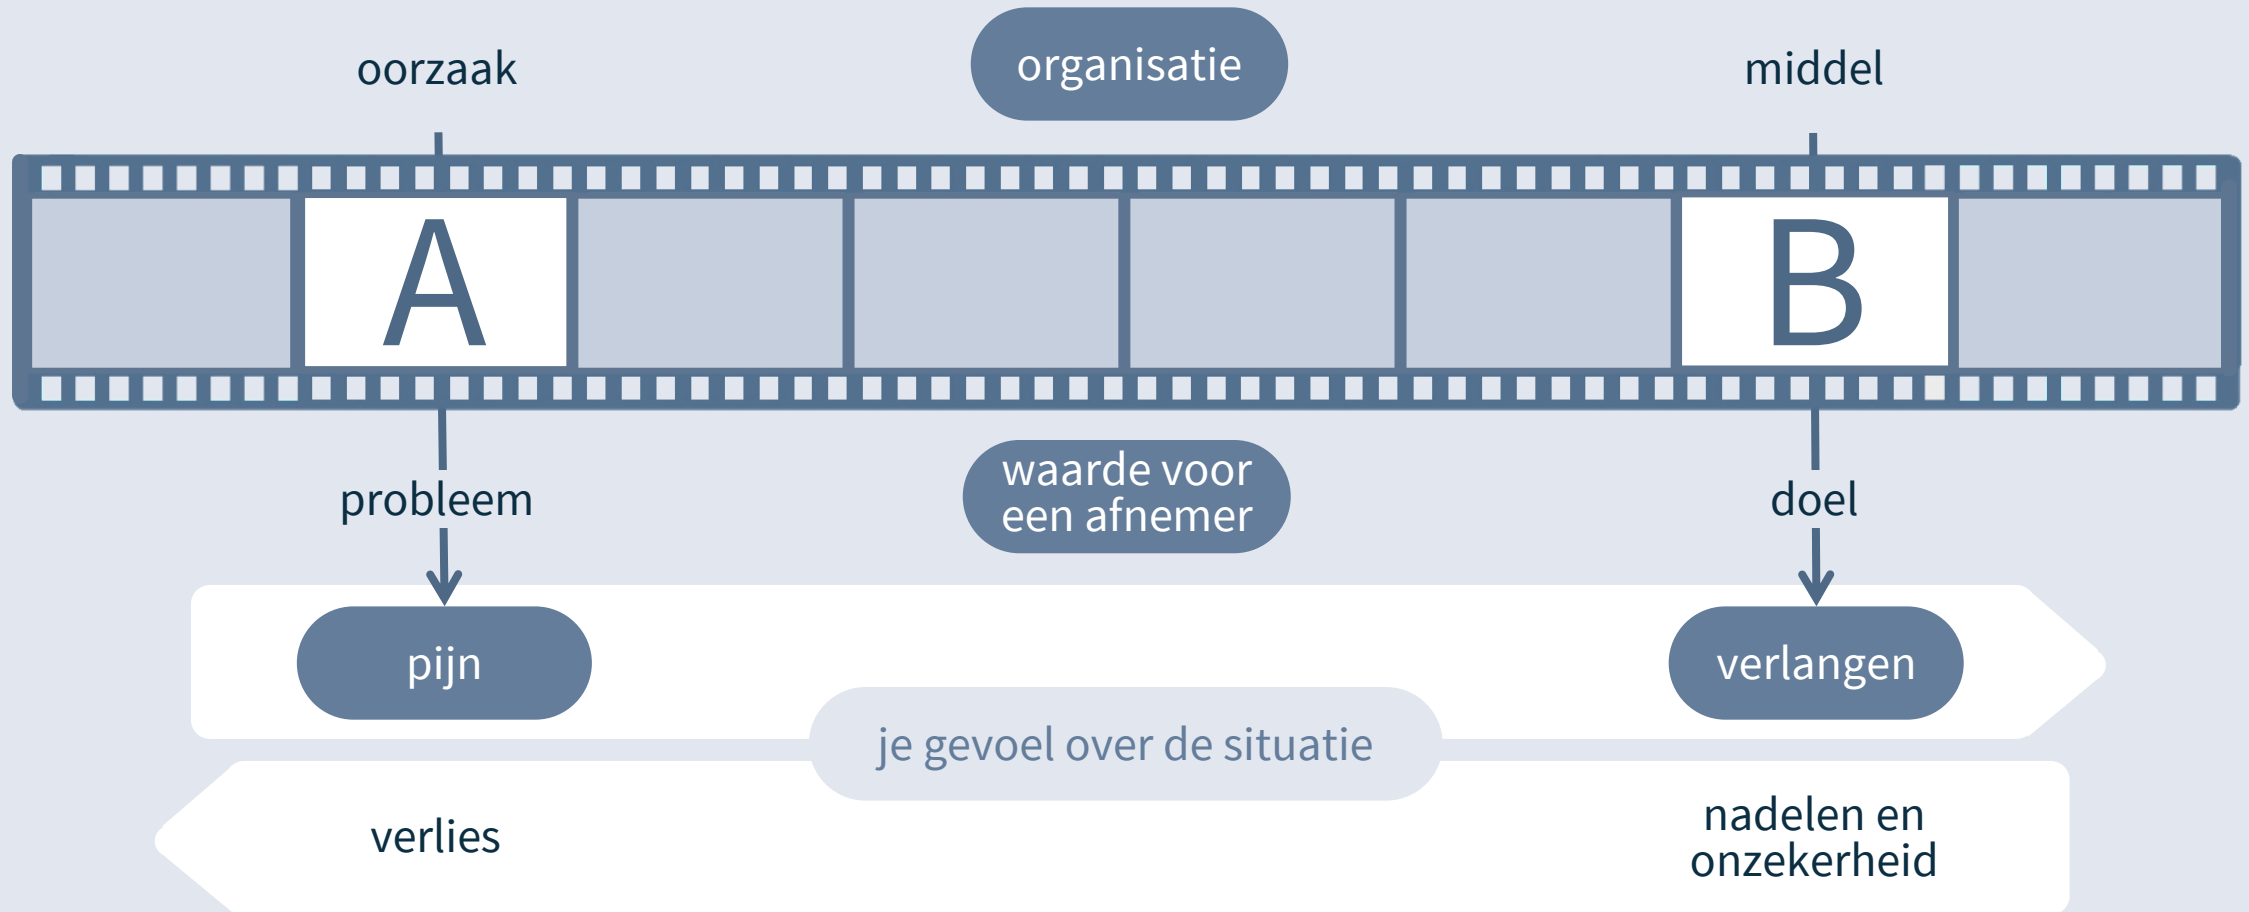 oorzaak
organisatie
middel
A
B
probleem
waarde voor
een afnemer
doel
pijn
verlangen
je gevoel over de situatie
verlies
nadelen en
onzekerheid